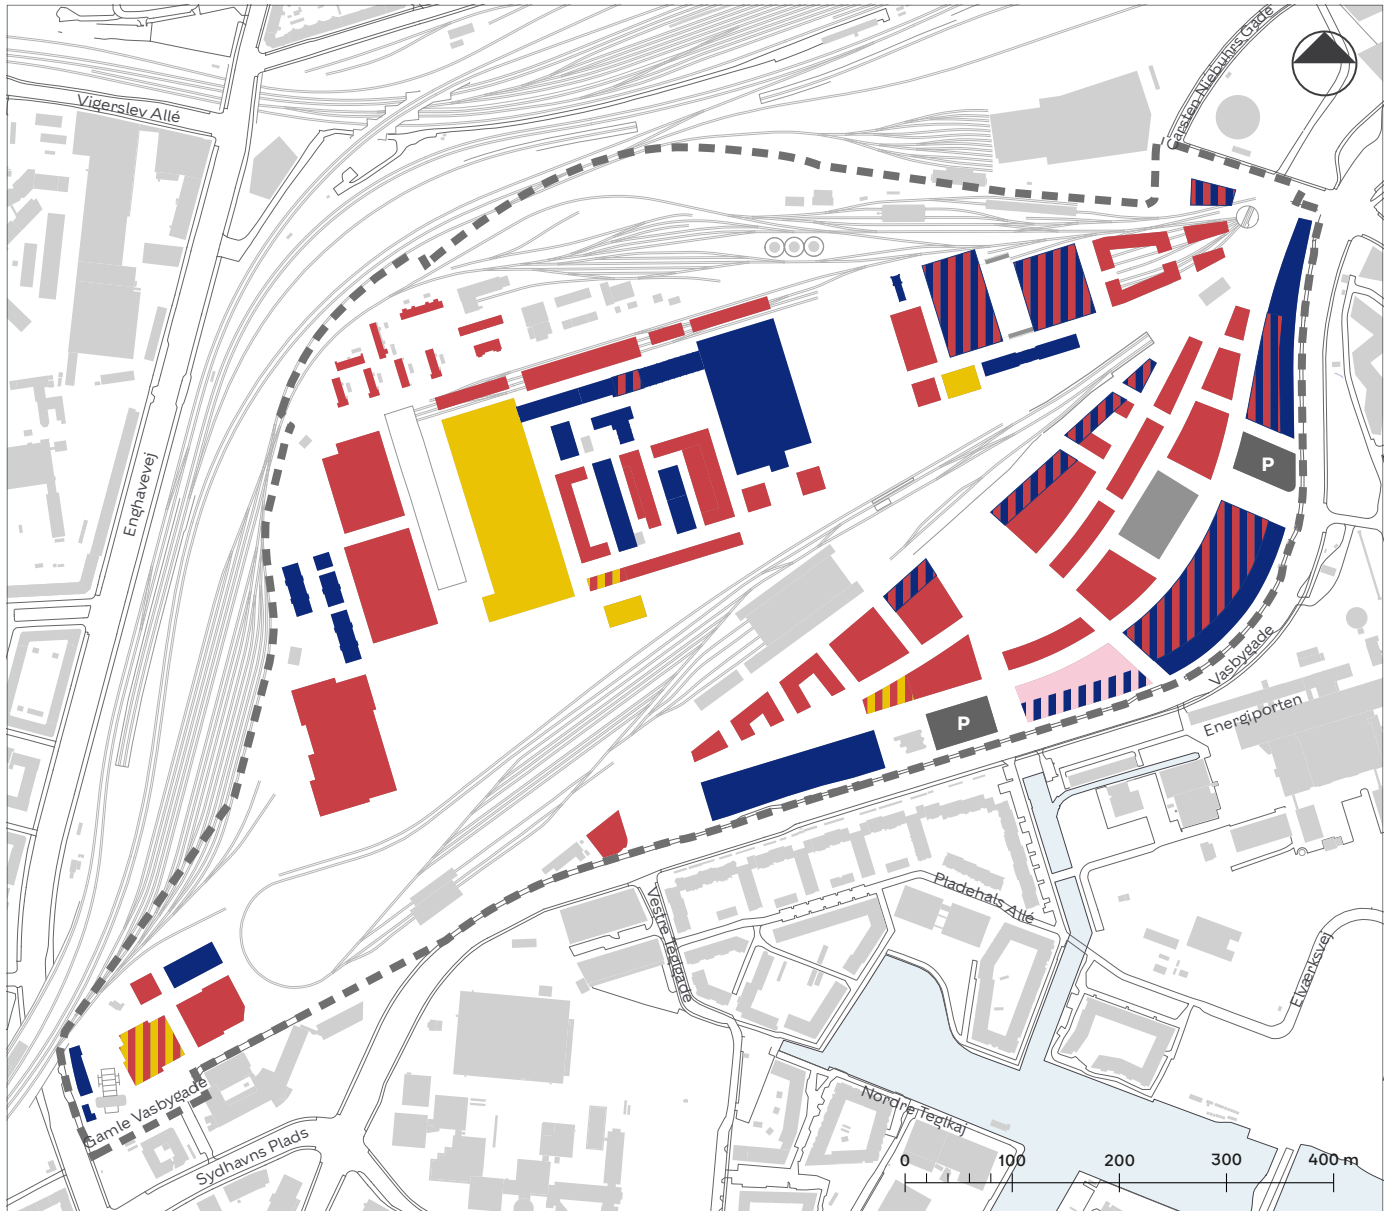 Carsten Niebuhrs Gade
Vigerslev Allé
Enghavevej
P
Vasbygade
Energiporten
P
Pladehals Allé
Vestre Teglgade
Elværksvej
Nordre Teglkaj
Gamle Vasbygade
Sydhavns Plads
0 100 200 300 400 m